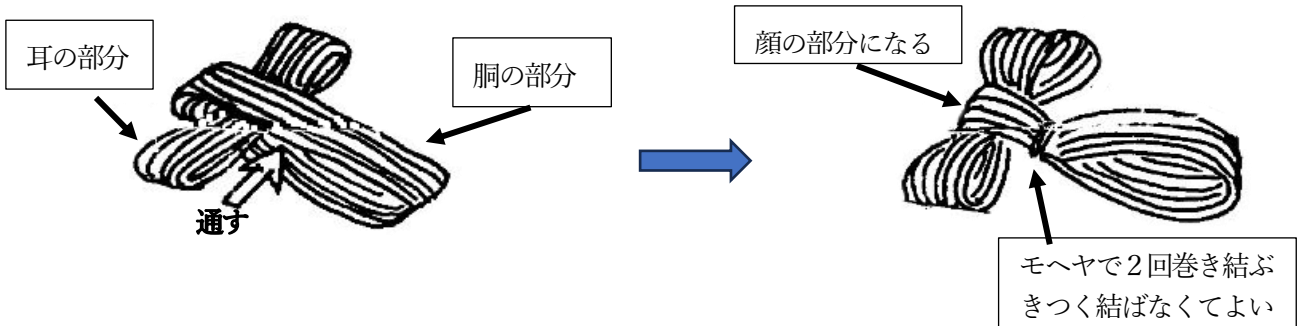 耳の部分
胴の部分
通す
顔の部分になる
モヘヤで２回巻き結ぶ
きつく結ばなくてよい